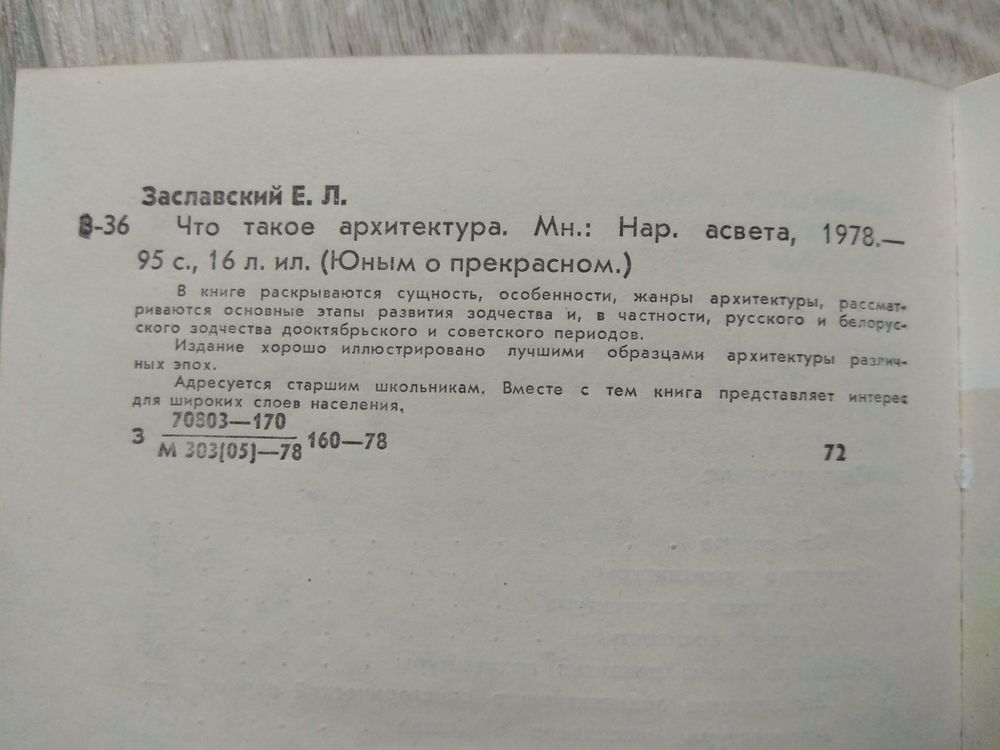 Заславский Е. Л.
З-36 Что такое архитектура. Мн.: Нар. асвета, 1978.—
95 с., 16 л. ил. (Юным о прекрасном.)
В книге раскрываются сущность, особенности, жанры архитектуры, рассмат-
риваются основные этапы развития зодчества и, в частности, русского и белорус-
ского зодчества дооктябрьского и советского периодов.
Издание хорошо иллюстрировано лучшими образцами архитектуры различ-
ных эпох.
Адресуется старшим школьникам. Вместе с тем книга представляет интерес
для широких слоев населения.
70803—170
З 160—78
М 303(05)—78
72